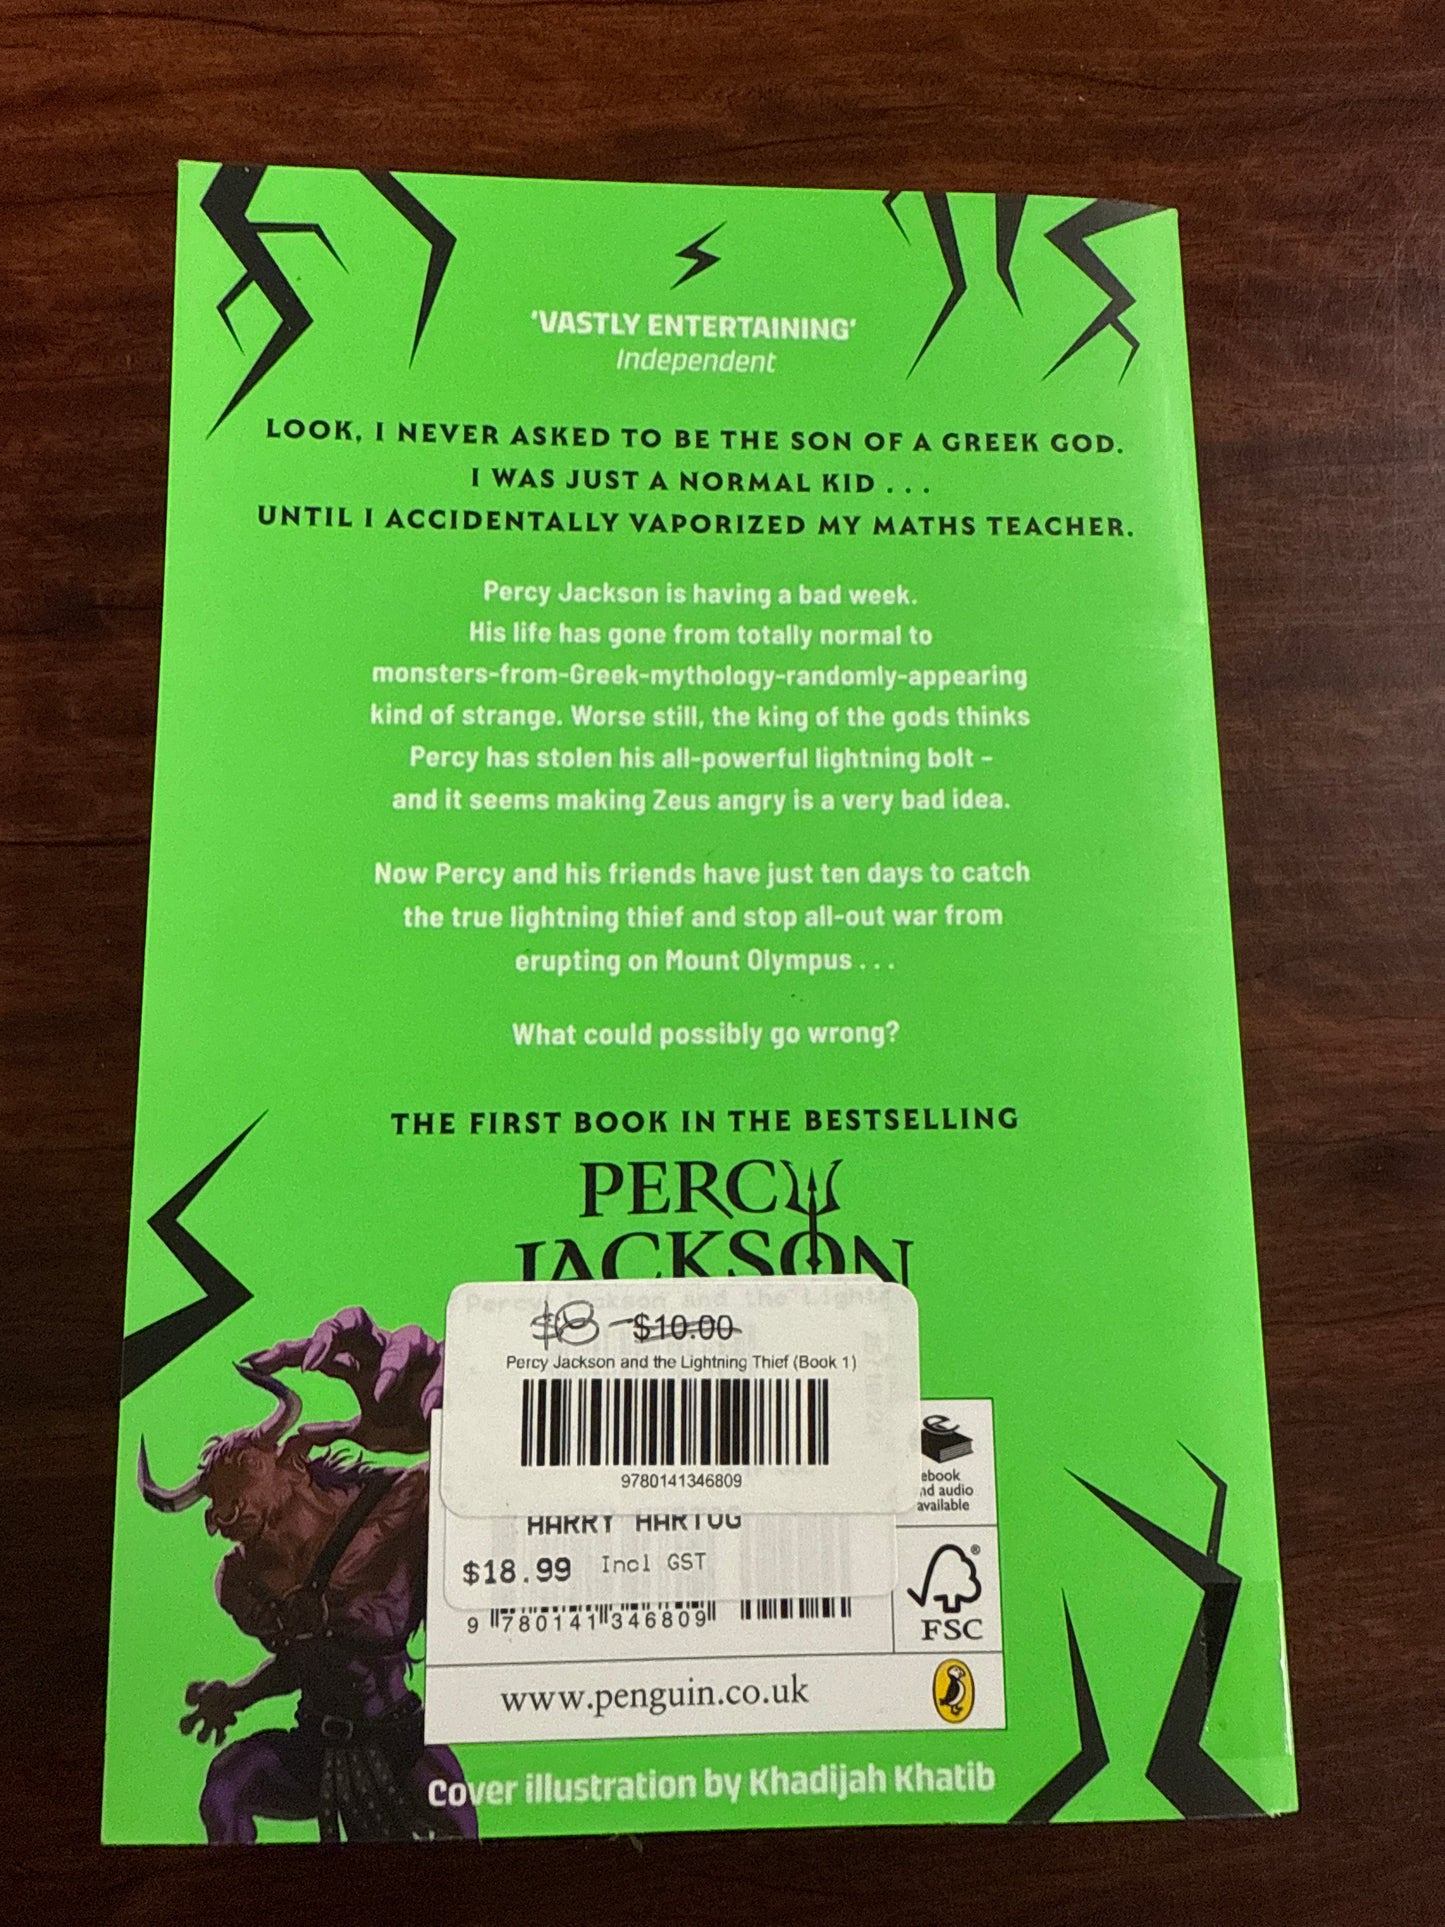 'VASTLY ENTERTAINING'
Independent
LOOK, I NEVER ASKED TO BE THE SON OF A GREEK GOD.
I WAS JUST A NORMAL KID . . .
UNTIL I ACCIDENTALLY VAPORIZED MY MATHS TEACHER.
Percy Jackson is having a bad week.
His life has gone from totally normal to
monsters-from-Greek-mythology-randomly-appearing
kind of strange. Worse still, the king of the gods thinks
Percy has stolen his all-powerful lightning bolt –
and it seems making Zeus angry is a very bad idea.
Now Percy and his friends have just ten days to catch
the true lightning thief and stop all-out war from
erupting on Mount Olympus . . .
What could possibly go wrong?
THE FIRST BOOK IN THE BESTSELLING
PERCY
JACKSON
$8 $10.00
Percy Jackson and the Lightning Thief (Book 1)
9780141346809
HARRY HARTOG
$18.99 Incl GST
9 780141 346809
ebook
audio
available
FSC
www.penguin.co.uk
Cover illustration by Khadijah Khatib